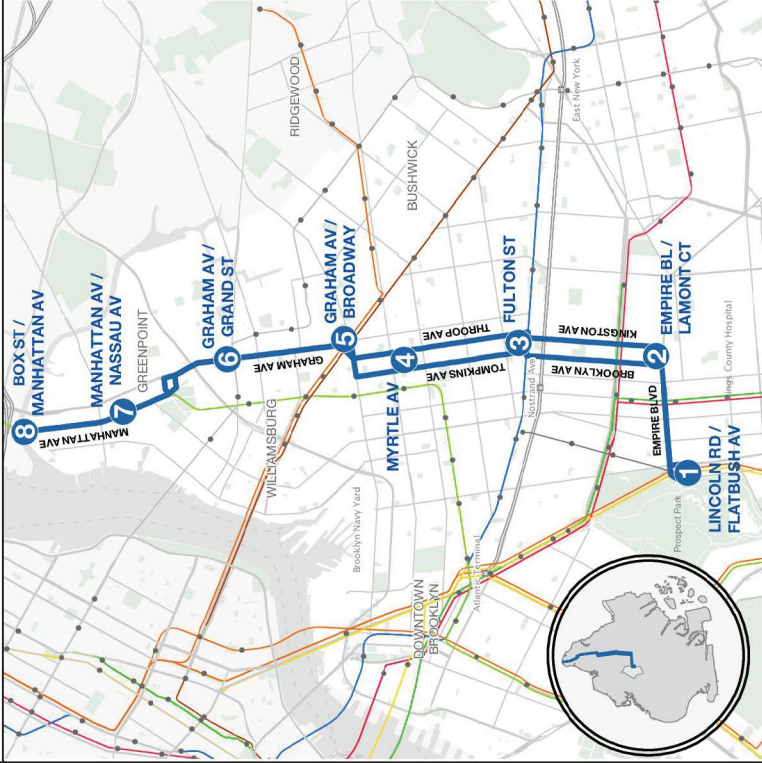 8
BOX ST /
MANHATTAN AV
7
MANHATTAN AV /
NASSAU AV
MANHATTAN AVE
GREENPOINT
6
GRAHAM AV /
GRAND ST
GRAHAM AVE
RIDGEWOOD
WILLIAMSBURG
5
GRAHAM AV /
BROADWAY
BUSHWICK
4
MYRTLE AV
THROOP AVE
TOMPKINS AVE
Brooklyn Navy Yard
3
FULTON ST
East New York
Nostrand Ave
KINGSTON AVE
BROOKLYN AVE
DOWNTOWN
BROOKLYN
Atlantic Terminal
2
EMPIRE BL /
LAMONT CT
EMPIRE BLVD
Kings County Hospital
1
LINCOLN RD /
FLATBUSH AV
Prospect Park